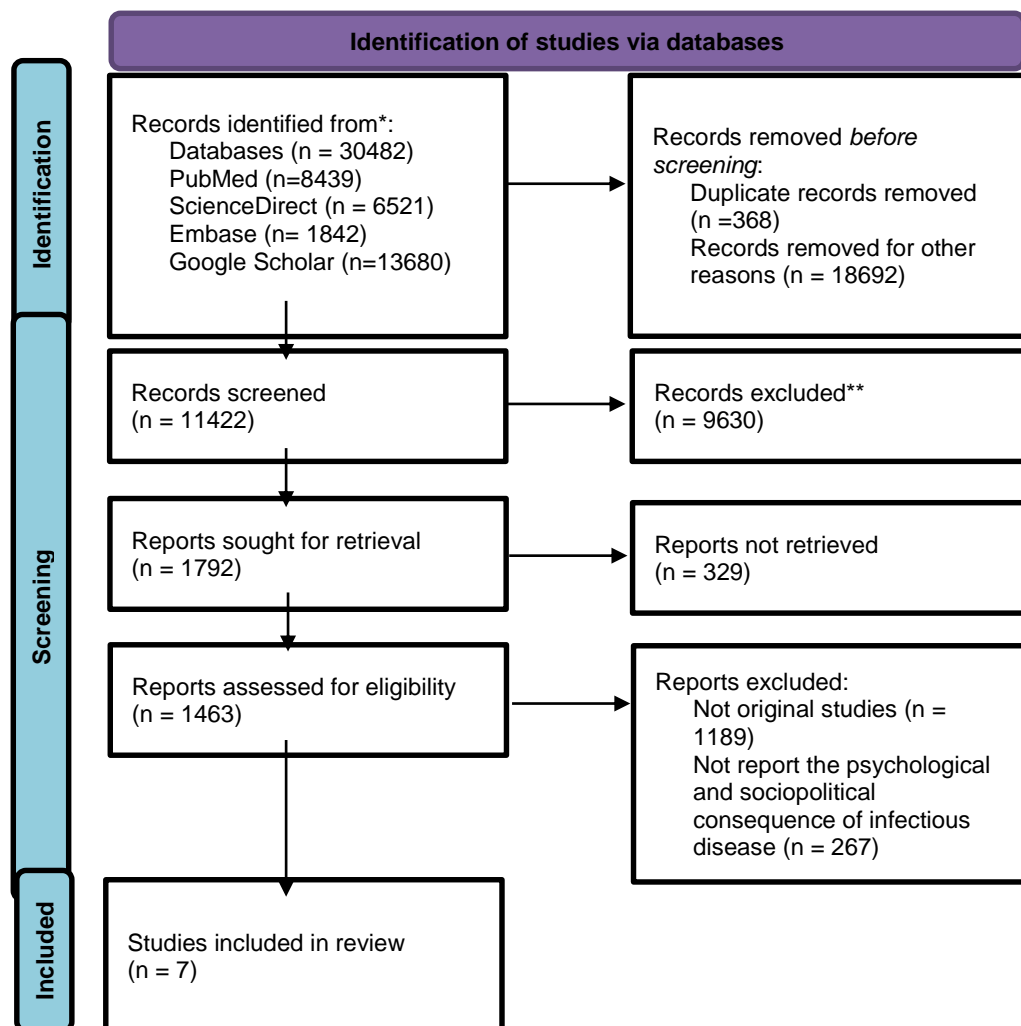 Identification of studies via databases
Identification
Records identified from*:
Databases (n = 30482)
PubMed (n=8439)
ScienceDirect (n = 6521)
Embase (n= 1842)
Google Scholar (n=13680)
Records removed before
screening:
Duplicate records removed
(n =368)
Records removed for other
reasons (n = 18692)
Screening
Records screened
(n = 11422)
Records excluded**
(n = 9630)
Reports sought for retrieval
(n = 1792)
Reports not retrieved
(n = 329)
Reports assessed for eligibility
(n = 1463)
Reports excluded:
Not original studies (n =
1189)
Not report the psychological
and sociopolitical
consequence of infectious
disease (n = 267)
Included
Studies included in review
(n = 7)